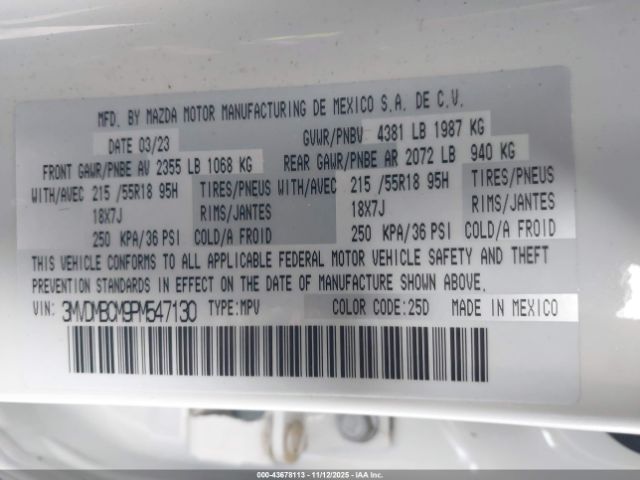 MFD. BY MAZDA MOTOR MANUFACTURING DE MEXICO S.A. DE C.V.
DATE 03/23 GVWR/PNBV 4381 LB 1987 KG
FRONT GAWR/PNBE AV 2355 LB 1068 KG REAR GAWR/PNBE AR 2072 LB 940 KG
WITH/AVEC 215 /55R18 95H TIRES/PNEUS WITH/AVEC 215 /55R18 95H TIRES/PNEUS
18X7J RIMS/JANTES 18X7J RIMS/JANTES
250 KPA/36 PSI COLD/A FROID 250 KPA/36 PSI COLD/A FROID
THIS VEHICLE CONFORMS TO ALL APPLICABLE FEDERAL MOTOR VEHICLE SAFETY AND THEFT
PREVENTION STANDARDS IN EFFECT ON THE DATE OF MANUFACTURE SHOWN ABOVE.
VIN: 3MVDMBCM9PM547130 TYPE:MPV COLOR CODE:25D MADE IN MEXICO
000-43678113 - 11/12/2025 - IAA Inc.